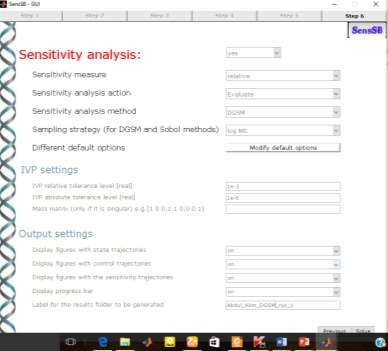 SensSB - GUI
Step 1 Step 2 Step 3 Step 4 Step 5 Step 6
SensSB
Sensitivity analysis: yes
Sensitivity measure relative
Sensitivity analysis action Evaluate
Sensitivity analysis method DGSM
Sampling strategy (for DGSM and Sobol methods) log MC
Different default options Modify default options
IVP settings
IVP relative tolerance level [real] 1e-3
IVP absolute tolerance level [real] 1e-6
Mass matrix (only if it is singular) e.g.[1 0 0;1 1 0;0 0 1]
Output settings
Display figures with state trajectories on
Display figures with control trajectories on
Display figures with the sensitivity trajectories on
Display progress bar on
Label for the results folder to be generated
Previous Solve